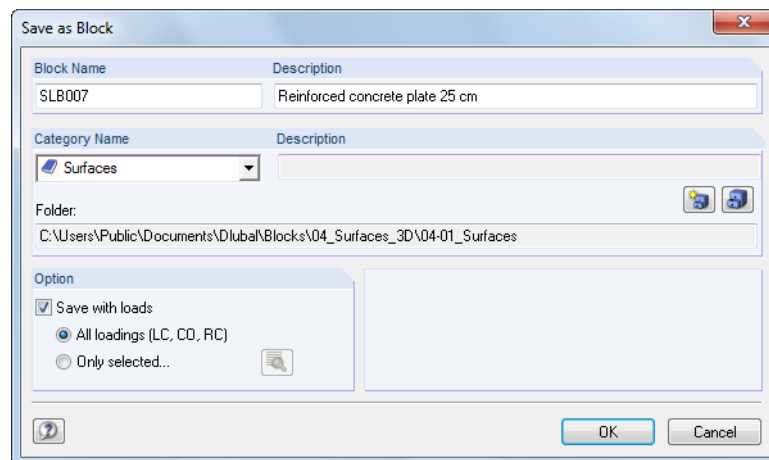 Save as Block
Block Name Description
SLB007 Reinforced concrete plate 25 cm
Category Name Description
Surfaces
Folder:
C:\Users\Public\Documents\Dlubal\Blocks\04_Surfaces_3D\04-01_Surfaces
Option
Save with loads
All loadings (LC, CO, RC)
Only selected...
OK Cancel